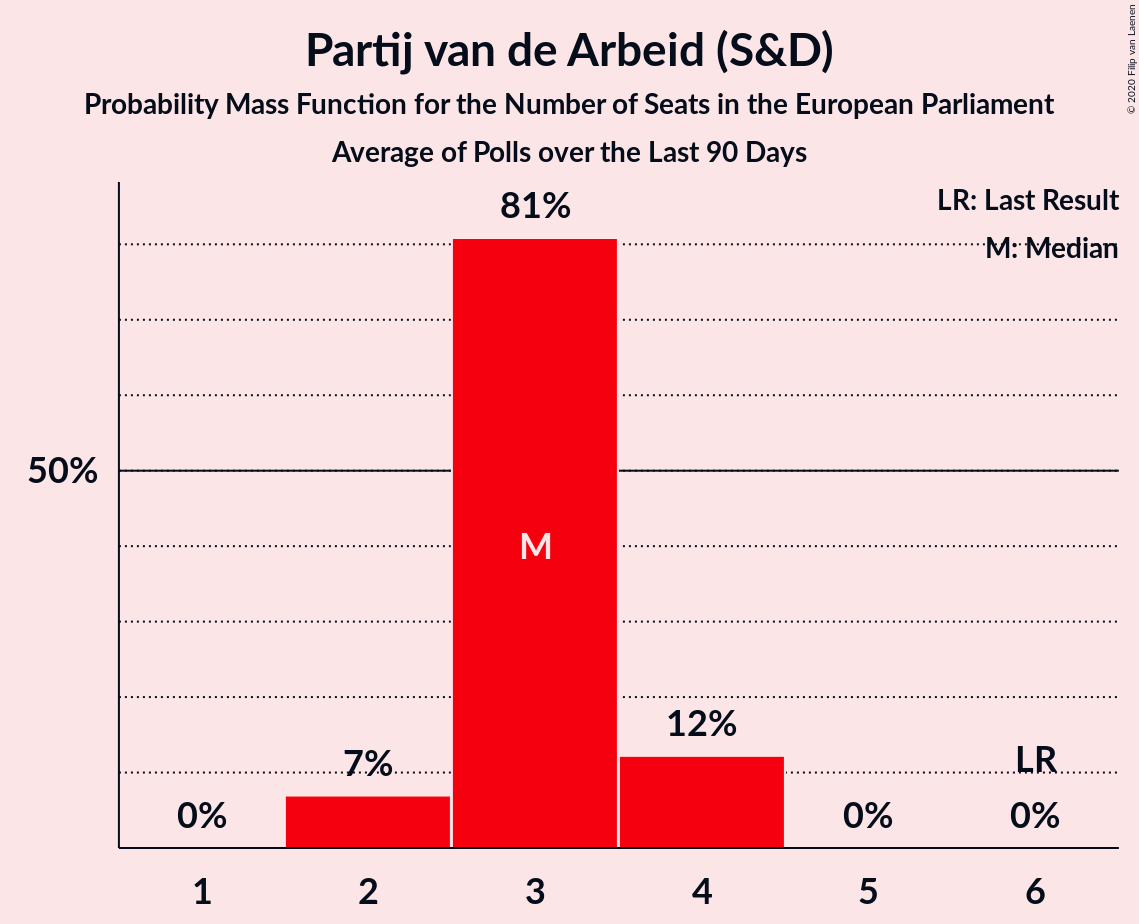 Partij van de Arbeid (S&D)
Probability Mass Function for the Number of Seats in the European Parliament
Average of Polls over the Last 90 Days
© 2020 Filip van Laenen
LR: Last Result
M: Median
81%
50%
M
12%
7%
LR
0%
0%
0%
1
2
3
4
5
6